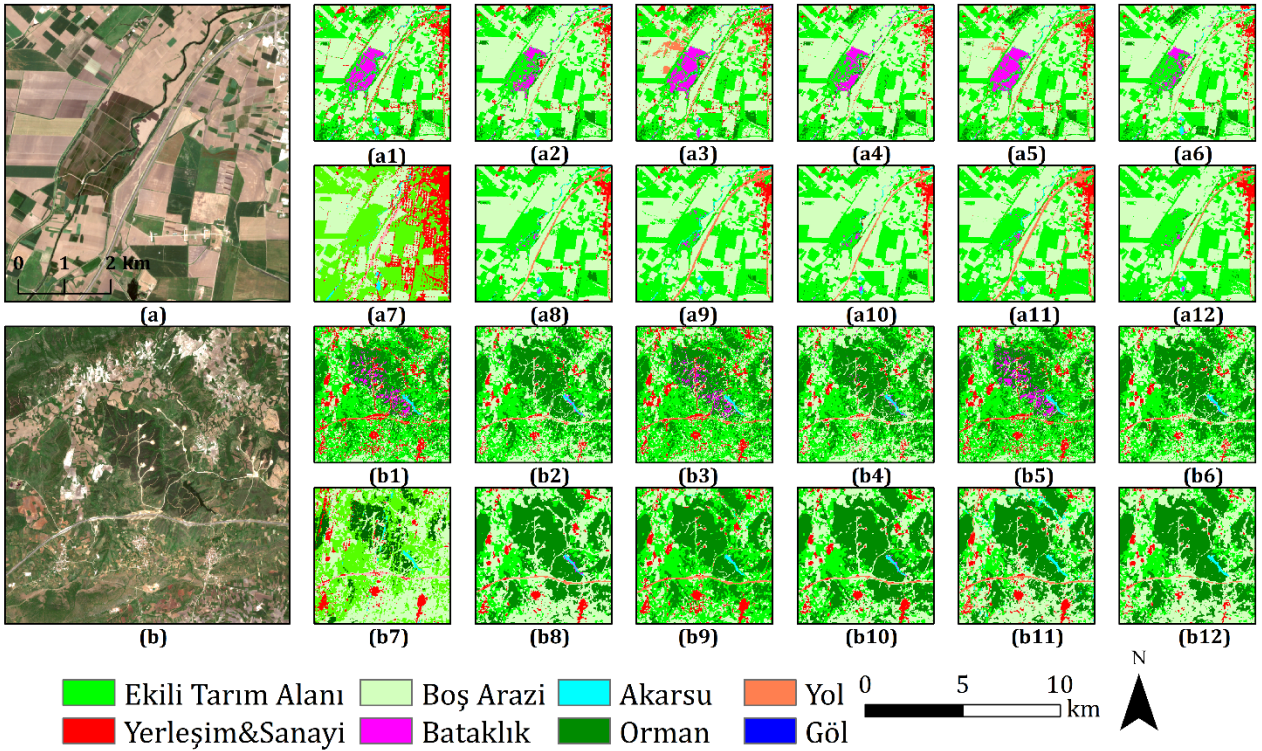 (a1) (a2) (a3) (a4) (a5) (a6)
0 1 2 Km
(a) (a7) (a8) (a9) (a10) (a11) (a12)
(b1) (b2) (b3) (b4) (b5) (b6)
(b) (b7) (b8) (b9) (b10) (b11) (b12)
N
Ekili Tarım Alanı Boş Arazi Akarsu Yol 0 5 10
km
Yerleşim&Sanayi Bataklık Orman Göl